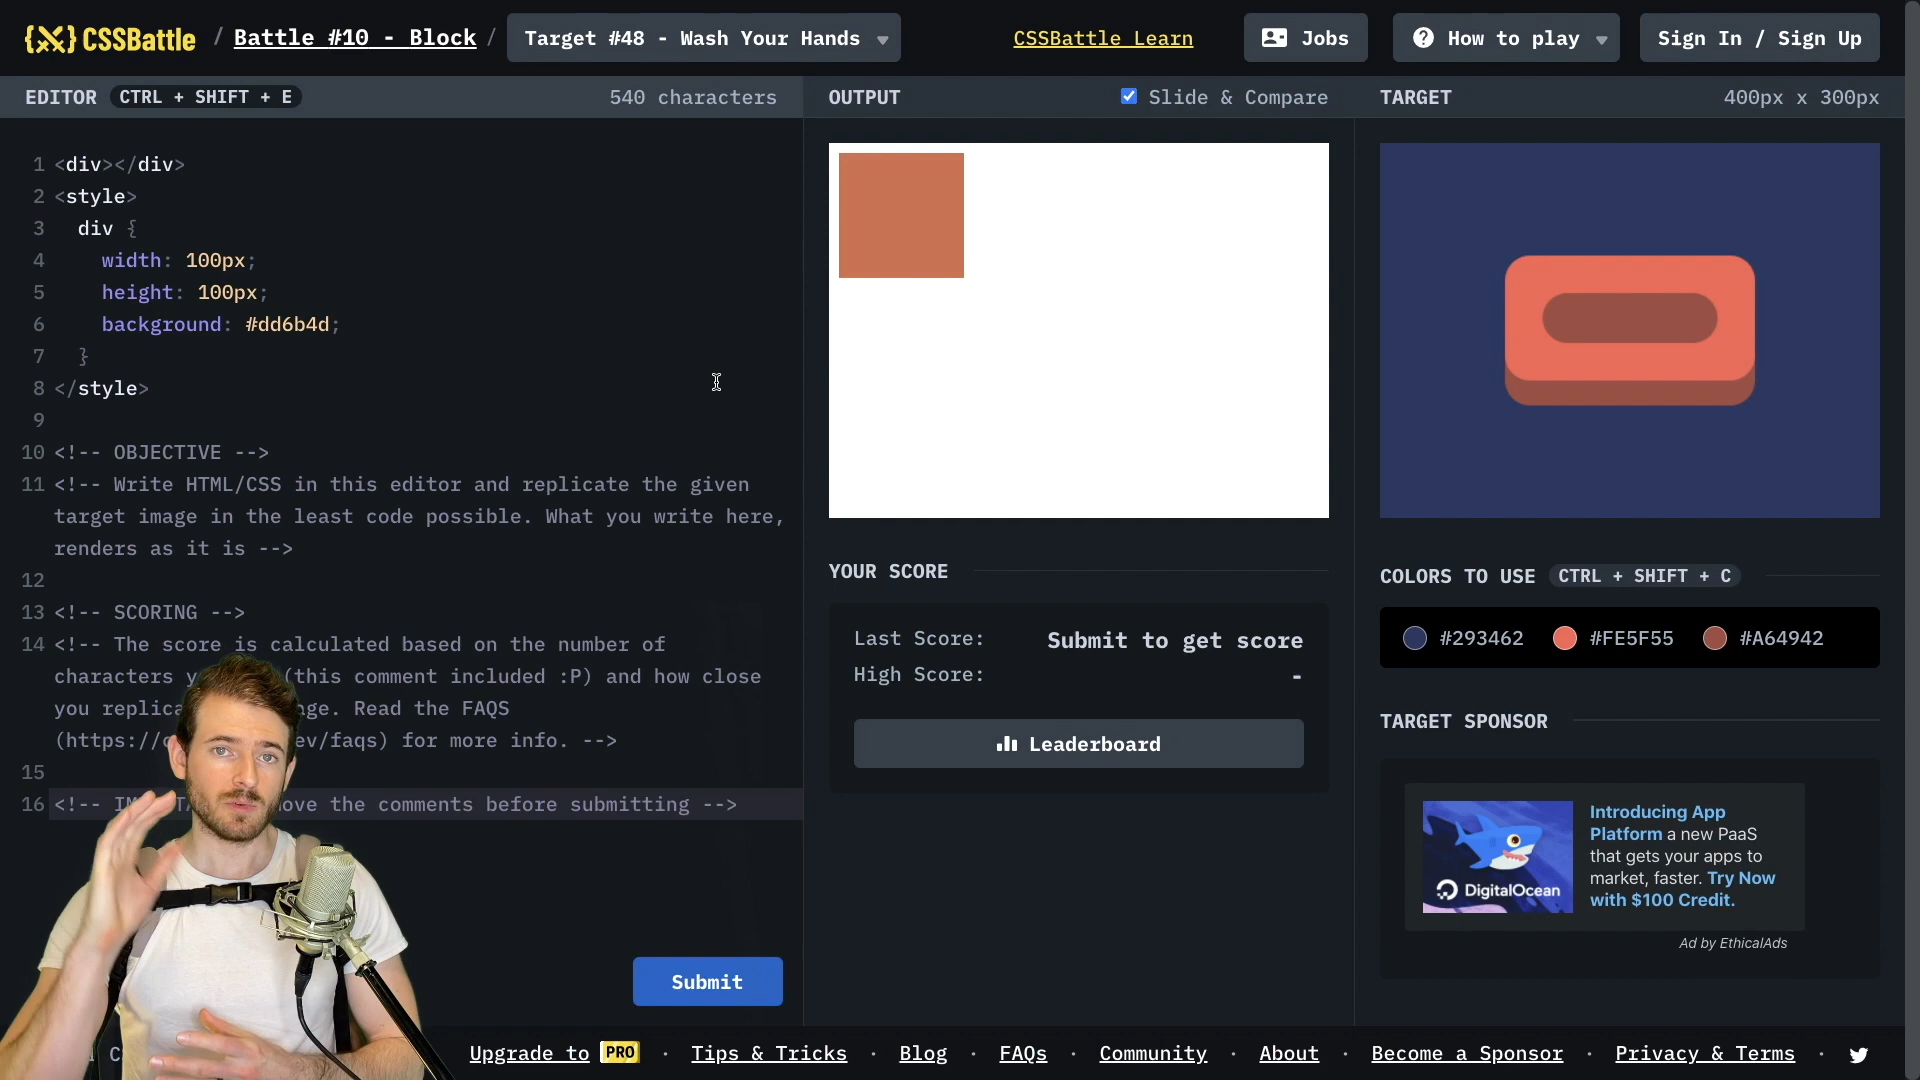 {X} CSSBattle / Battle #10 - Block / Target #48 - Wash Your Hands
CSSBattle Learn
Jobs
How to play
Sign In / Sign Up
EDITOR CTRL + SHIFT + E 540 characters
OUTPUT Slide & Compare
TARGET 400px x 300px
1 <div></div>
2 <style>
3 div {
4 width: 100px;
5 height: 100px;
6 background: #dd6b4d;
7 }
8 </style>
9
10 <!-- OBJECTIVE -->
11 <!-- Write HTML/CSS in this editor and replicate the given
target image in the least code possible. What you write here,
renders as it is -->
12
13 <!-- SCORING -->
14 <!-- The score is calculated based on the number of
characters (this comment included :P) and how close
you Read the FAQS
for more info. -->
15
16 <!-- the comments before submitting -->
Submit
YOUR SCORE
Last Score: Submit to get score
High Score: -
Leaderboard
COLORS TO USE CTRL + SHIFT + C
#293462 #FE5F55 #A64942
TARGET SPONSOR
DigitalOcean
Introducing App
Platform a new PaaS
that gets your apps to
market, faster. Try Now
with $100 Credit.
Ad by EthicalAds
Upgrade to PRO · Tips & Tricks · Blog · FAQs · Community · About · Become a Sponsor · Privacy & Terms ·